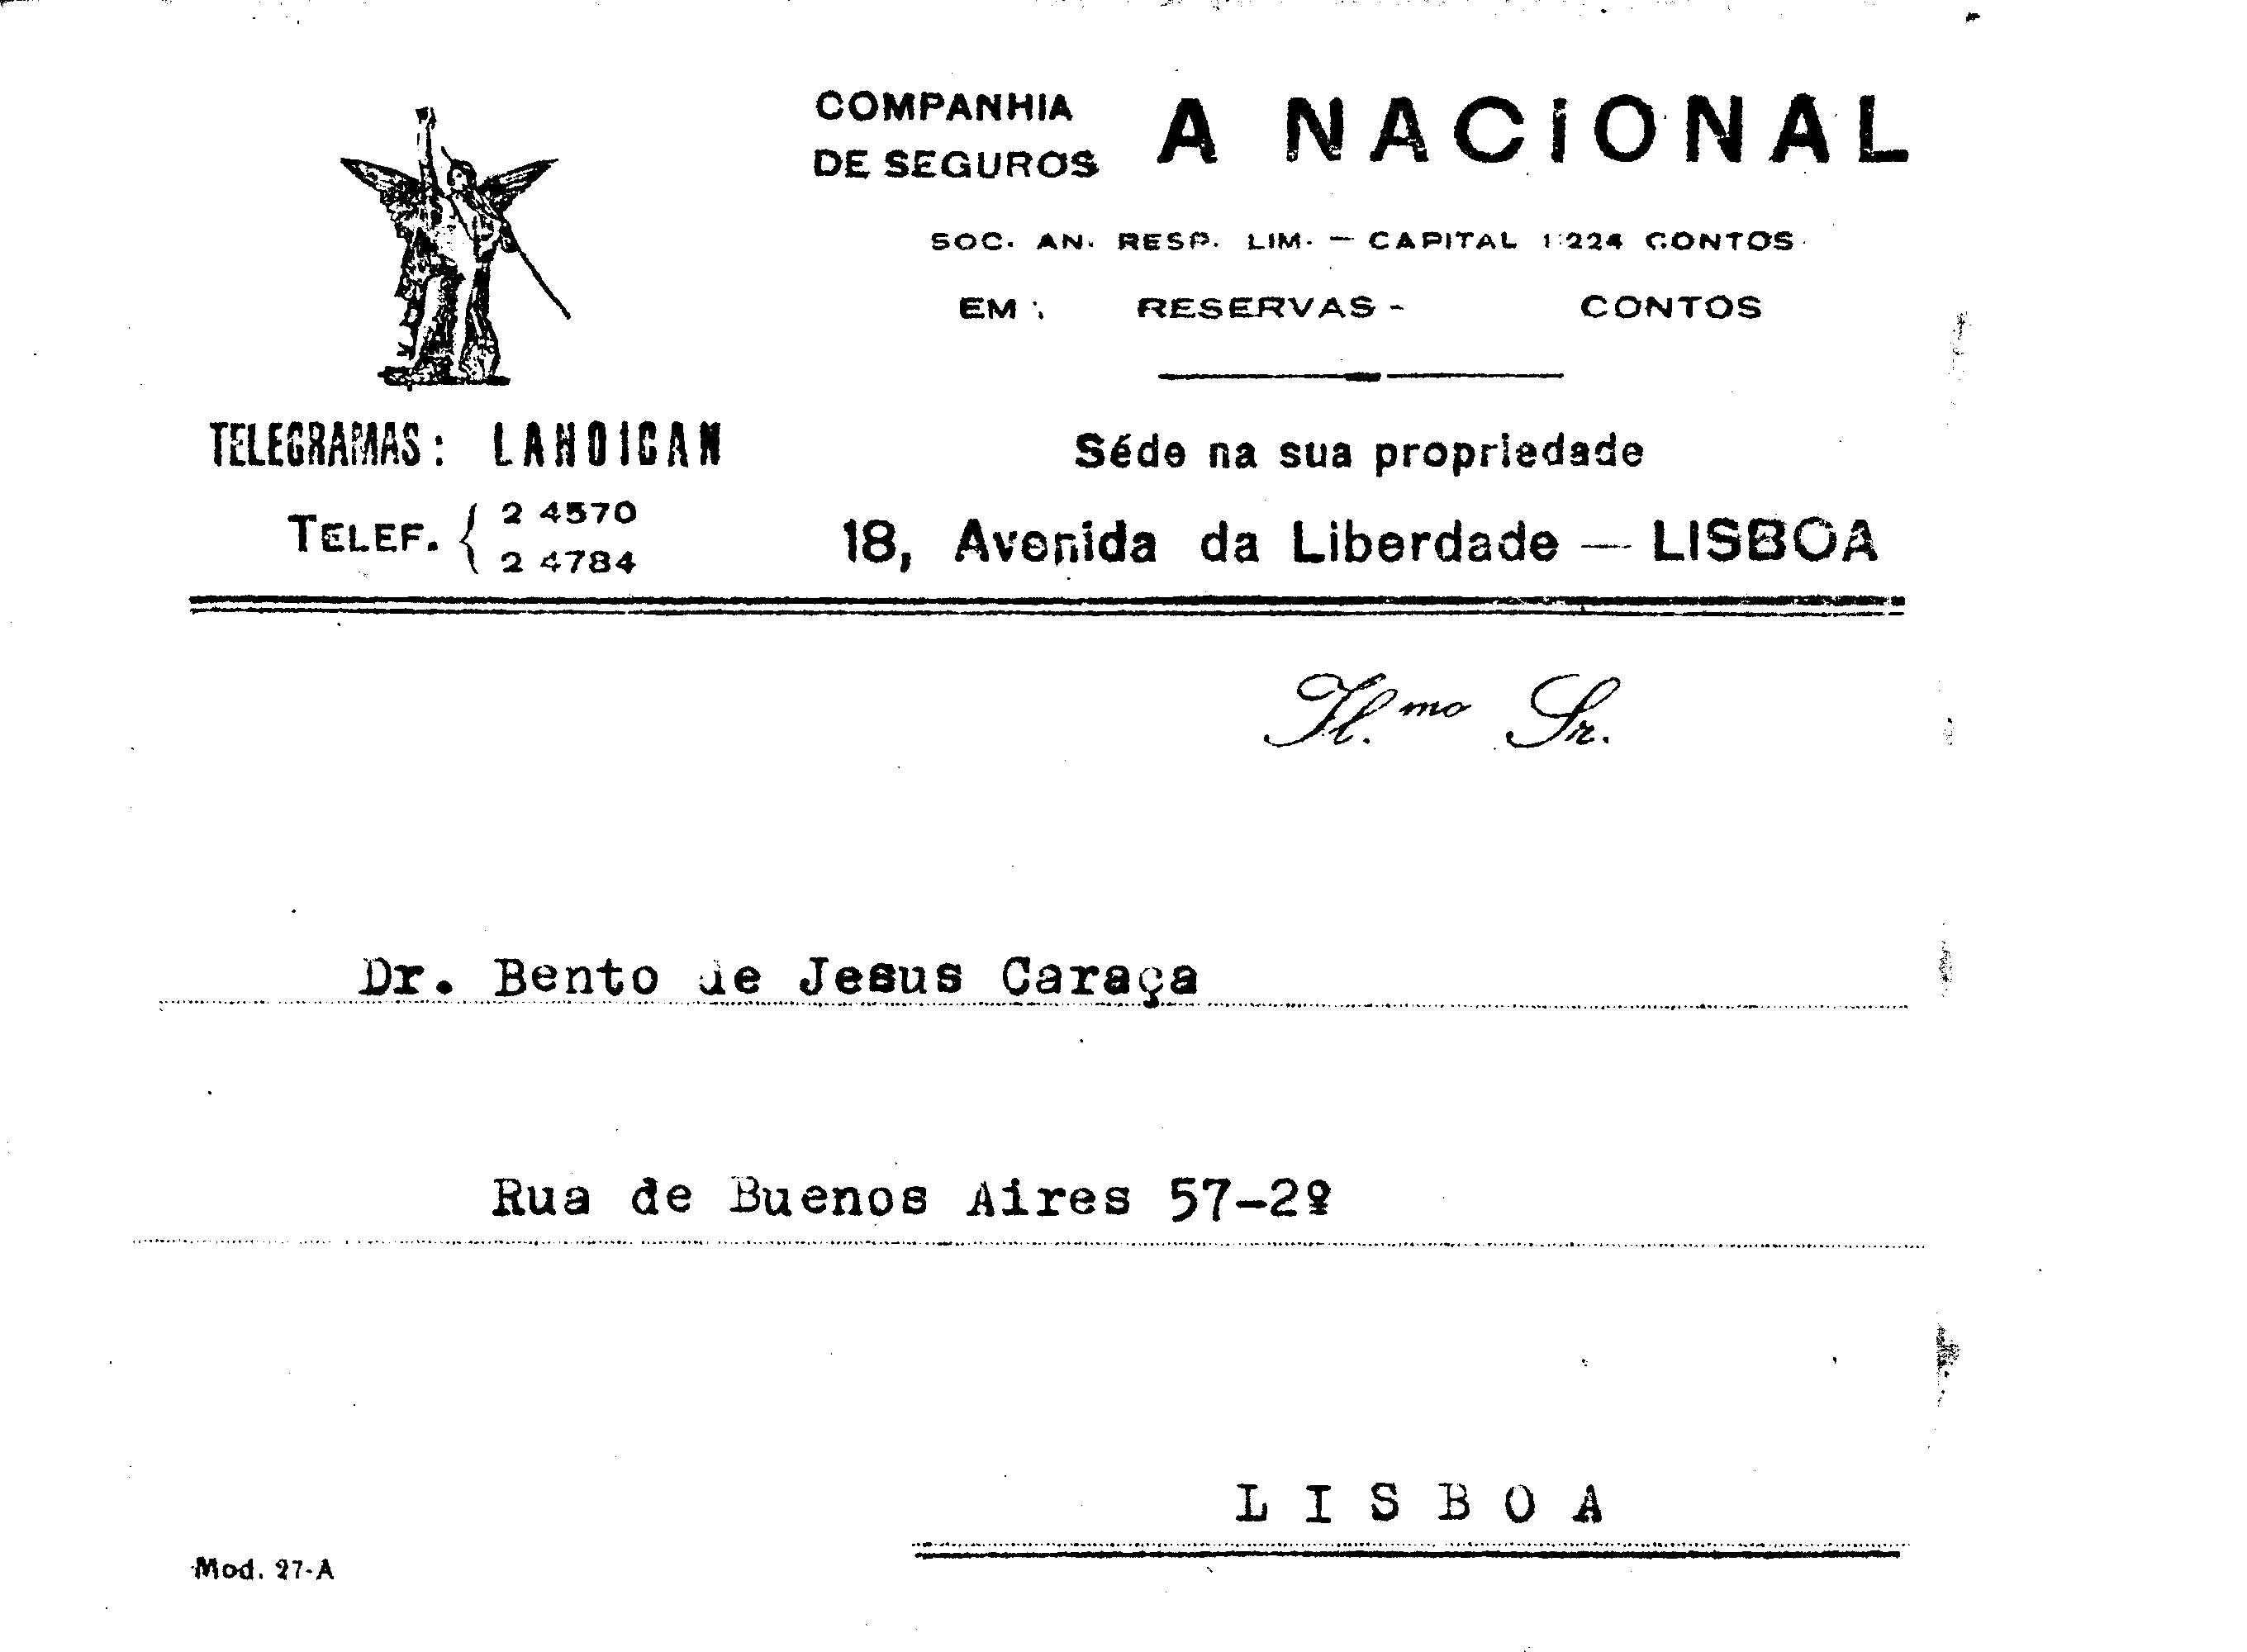 COMPANHIA
DE SEGUROS
A NACIONAL
SOC. AN. RESP. LIM. — CAPITAL 1:224 CONTOS
EM : RESERVAS - CONTOS
TELEGRAMAS: LANOICAN
TELEF. { 2 4570
2 4784
Séde na sua propriedade
18, Avenida da Liberdade — LISBOA
Il.mo Sr.
Dr. Bento de Jesus Caraça
Rua de Buenos Aires 57-2º
LISBOA
Mod. 27-A